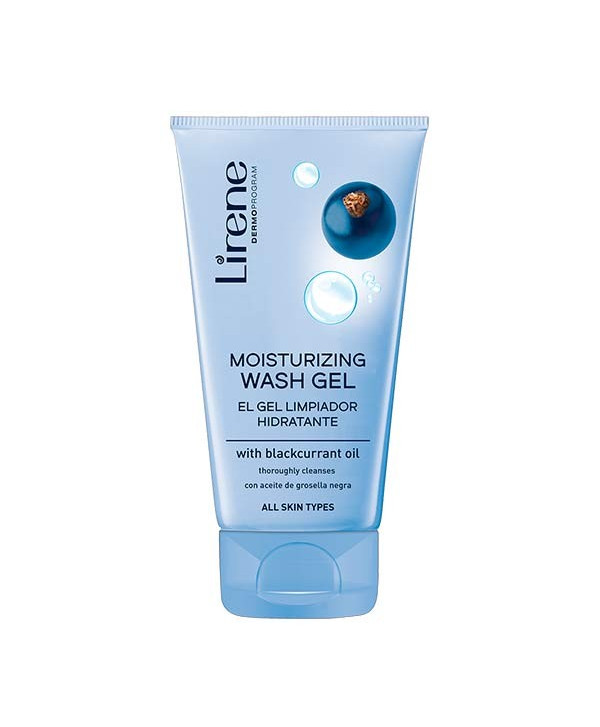 Lirene
DERMOPROGRAM
MOISTURIZING
WASH GEL
EL GEL LIMPIADOR
HIDRATANTE
with blackcurrant oil
thoroughly cleanses
con aceite de grosella negra
ALL SKIN TYPES